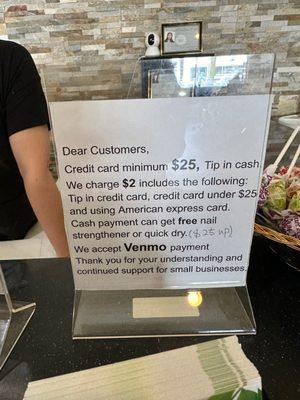 Dear Customers,
Credit card minimum $25, Tip in cash.
We charge $2 includes the following:
Tip in credit card, credit card under $25
and using American express card.
Cash payment can get free nail
strengthener or quick dry. ($25 up)
We accept Venmo payment
Thank you for your understanding and
continued support for small businesses.